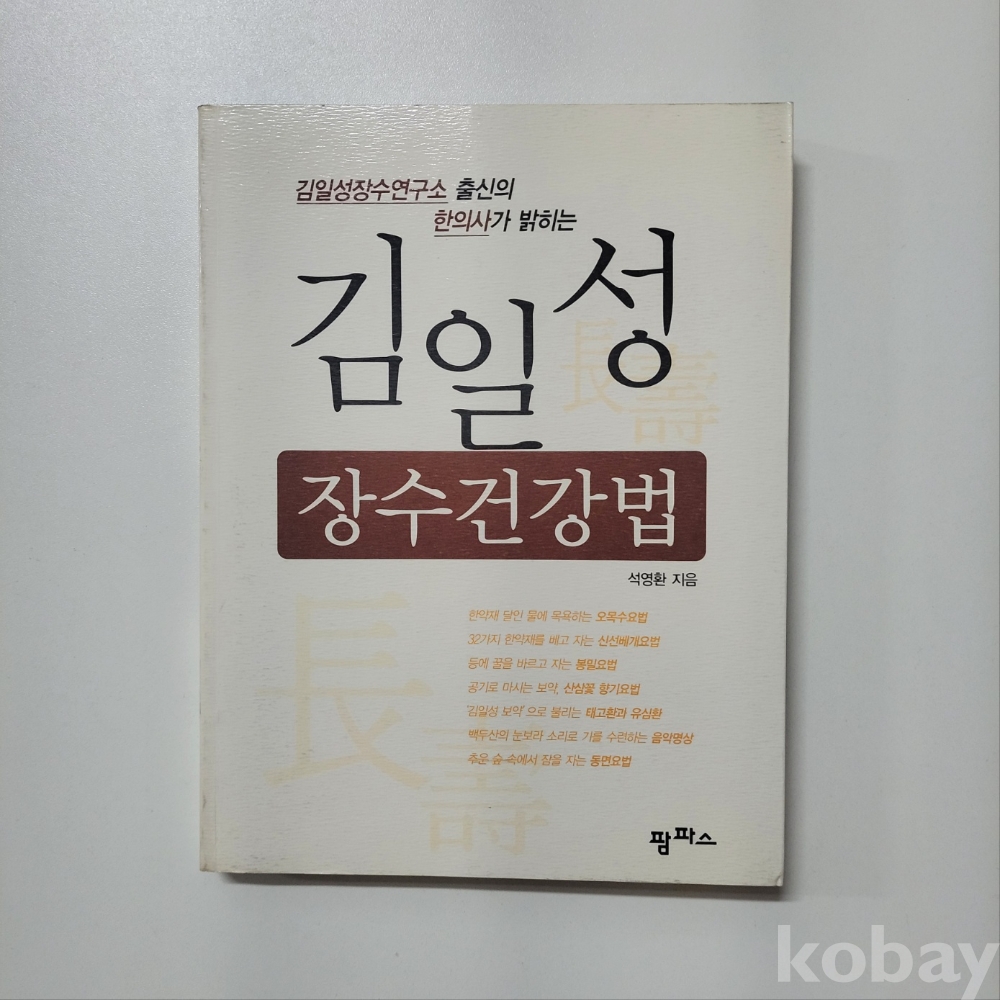 김일성장수연구소 출신의
한의사가 밝히는
김일성
長壽
장수건강법
석영환 지음
한약재 달인 물에 목욕하는 오목수요법
32가지 한약재를 베고 자는 신선베개요법
등에 꿀을 바르고 자는 봉밀요법
공기로 마시는 보약, 산삼꽃 향기요법
'김일성 보약'으로 불리는 태고환과 유심환
백두산의 눈보라 소리로 기를 수련하는 음악명상
추운 숲 속에서 잠을 자는 동면요법
長壽
팜파스
kobay